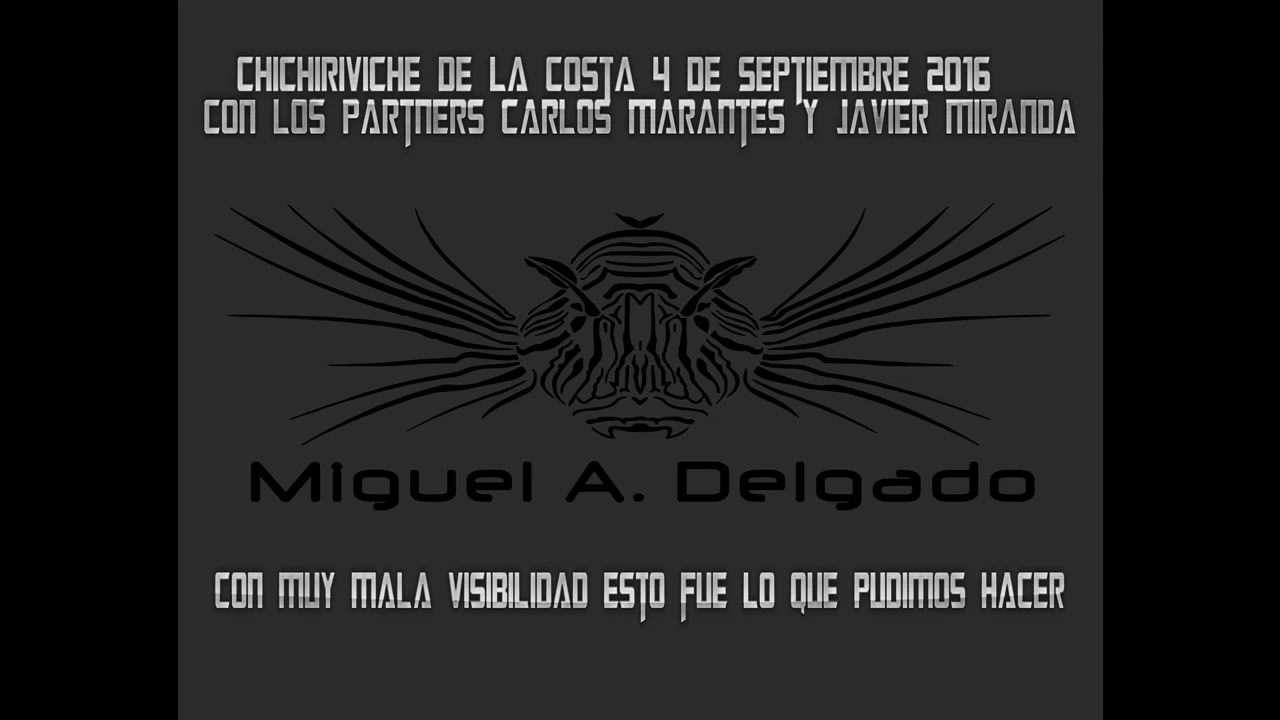 CHICHIRIVICHE DE LA COSTA 4 DE SEPTIEMBRE 2016
CON LOS PARTNERS CARLOS MARANTES Y JAVIER MIRANDA
Miguel A. Delgado
CON MUY MALA VISIBILIDAD ESTO FUE LO QUE PUDIMOS HACER